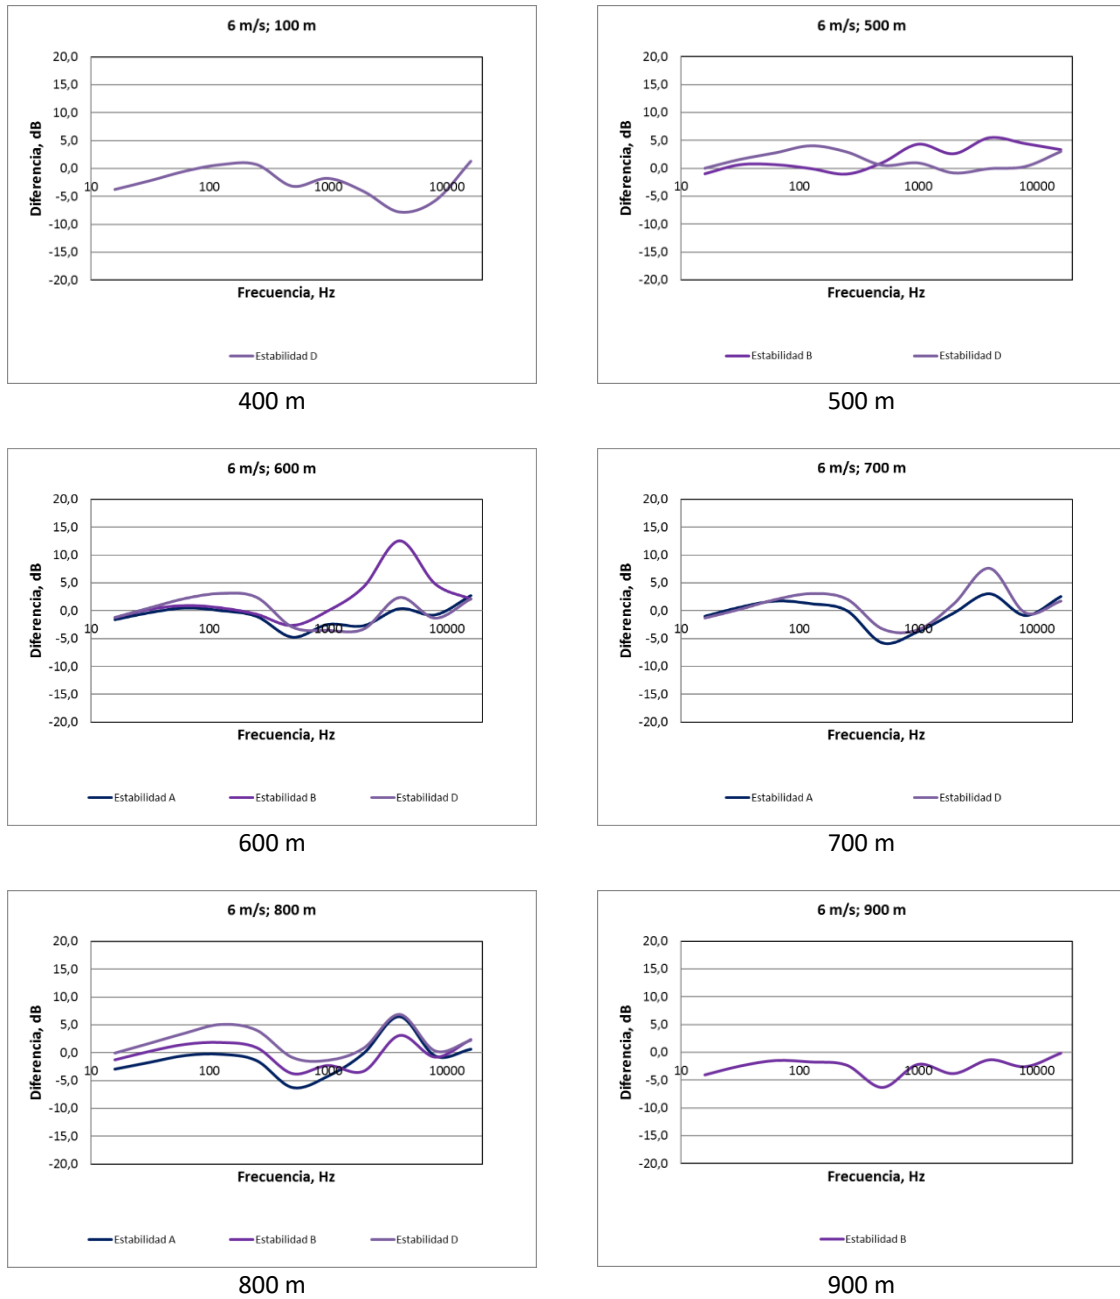 6 m/s; 100 m
20,0
15,0
10,0
5,0
0,0
-5,0
-10,0
-15,0
-20,0
10
100
1000
10000
Diferencia, dB
Frecuencia, Hz
Estabilidad D
400 m
6 m/s; 500 m
20,0
15,0
10,0
5,0
0,0
-5,0
-10,0
-15,0
-20,0
10
100
1000
10000
Diferencia, dB
Frecuencia, Hz
Estabilidad B
Estabilidad D
500 m
6 m/s; 600 m
20,0
15,0
10,0
5,0
0,0
-5,0
-10,0
-15,0
-20,0
10
100
1000
10000
Diferencia, dB
Frecuencia, Hz
Estabilidad A
Estabilidad B
Estabilidad D
600 m
6 m/s; 700 m
20,0
15,0
10,0
5,0
0,0
-5,0
-10,0
-15,0
-20,0
10
100
1000
10000
Diferencia, dB
Frecuencia, Hz
Estabilidad A
Estabilidad D
700 m
6 m/s; 800 m
20,0
15,0
10,0
5,0
0,0
-5,0
-10,0
-15,0
-20,0
10
100
1000
10000
Diferencia, dB
Frecuencia, Hz
Estabilidad A
Estabilidad B
Estabilidad D
800 m
6 m/s; 900 m
20,0
15,0
10,0
5,0
0,0
-5,0
-10,0
-15,0
-20,0
10
100
1000
10000
Diferencia, dB
Frecuencia, Hz
Estabilidad B
900 m